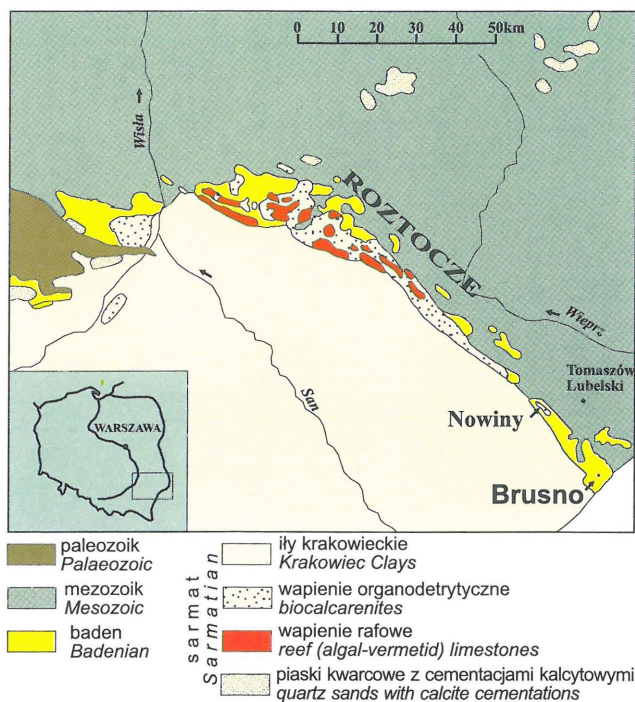 0 10 20 30 40 50km
Wisła
ROZTOCZE
Wieprz
Tomaszów
Lubelski
San
Nowiny
Brusno
WARSZAWA
paleozoik
Palaeozoic
mezozoik
Mesozoic
baden
Badenian
sarmat
Sarmatian
iły krakowieckie
Krakowiec Clays
wapienie organodetrytyczne
biocalcarenites
wapienie rafowe
reef (algal-vermetid) limestones
piaski kwarcowe z cementacjami kalcytowymi
quartz sands with calcite cementations